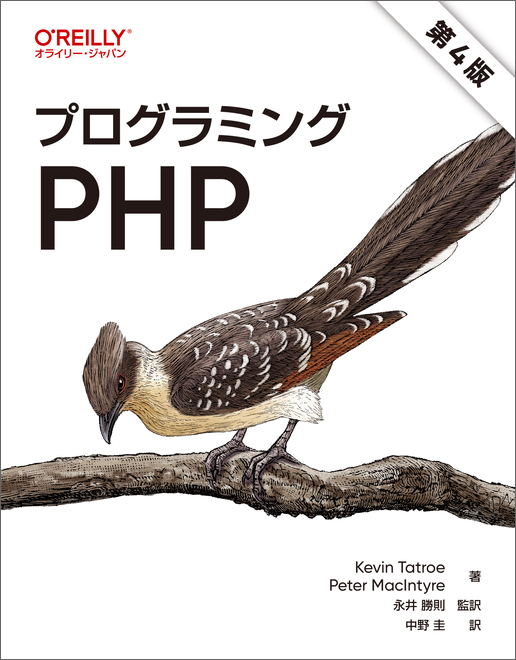 O'REILLY®
オライリー・ジャパン
第4版
プログラミング
PHP
Kevin Tatroe
Peter MacIntyre 著
永井 勝則 監訳
中野 圭 訳